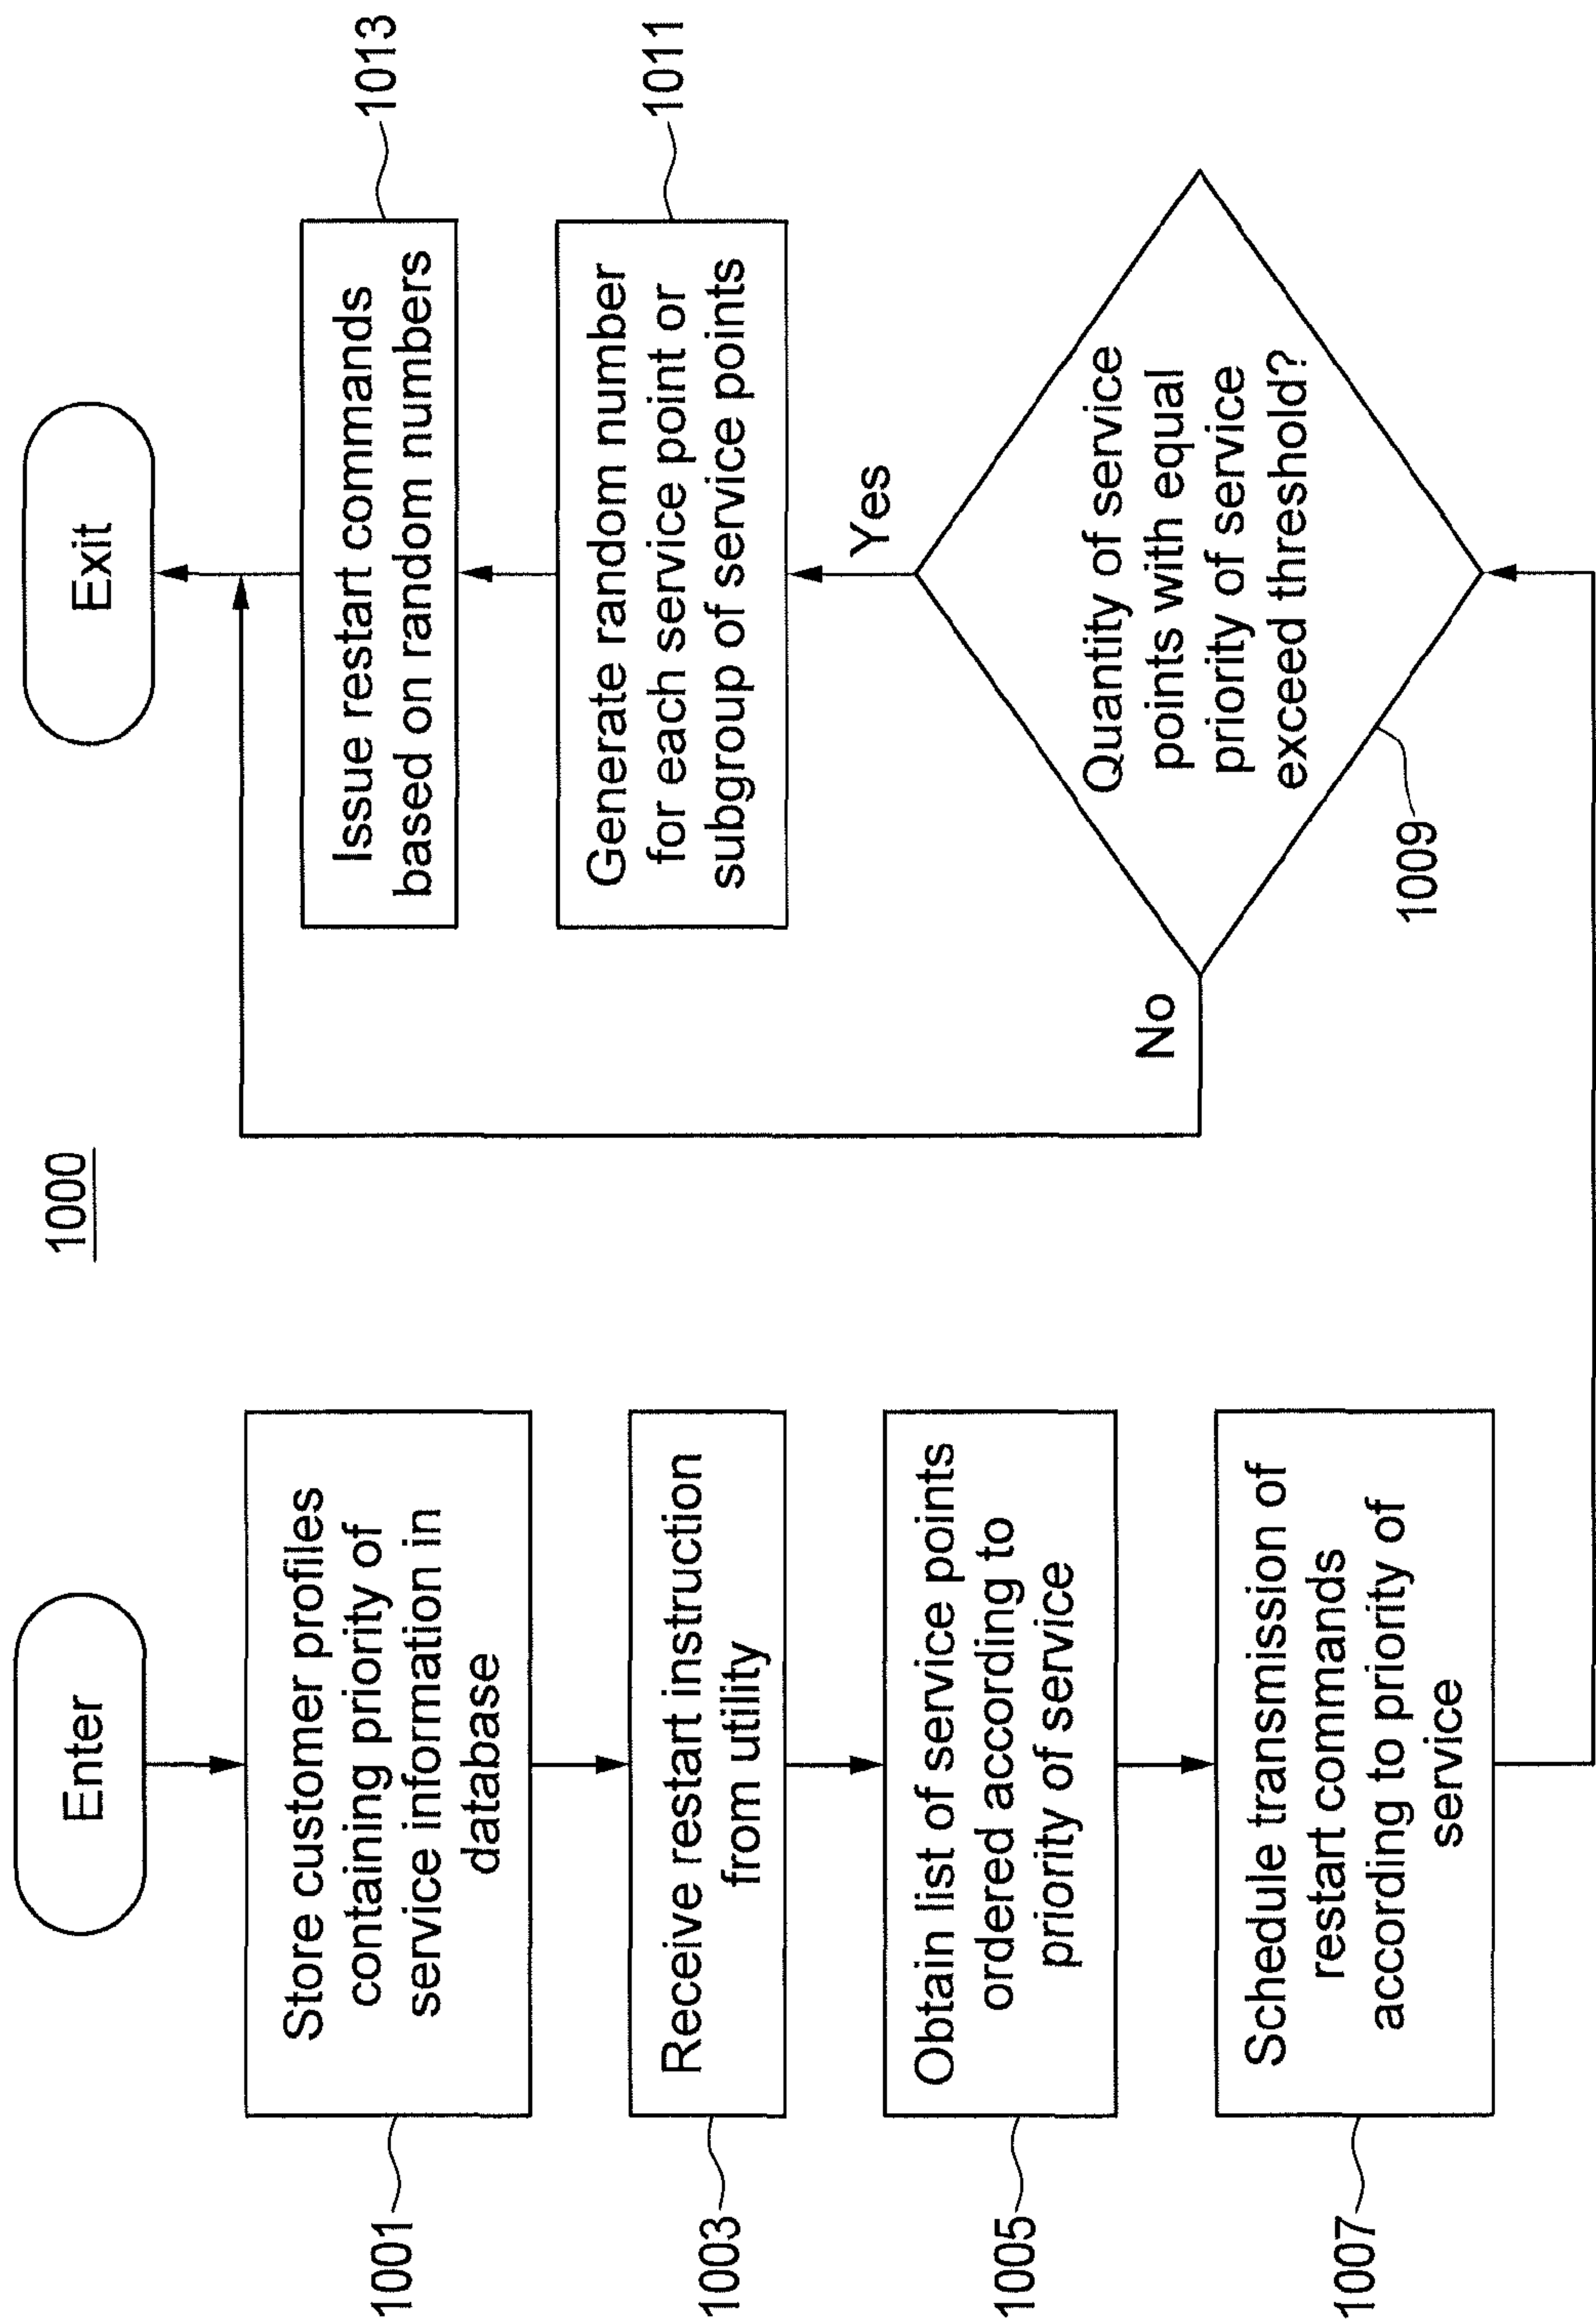 1000
Enter
Store customer profiles
containing priority of
service information in
database
1001
Receive restart instruction
from utility
1003
Obtain list of service points
ordered according to
priority of service
1005
Schedule transmission of
restart commands
according to priority of
service
1007
Quantity of service
points with equal
priority of service
exceed threshold?
1009
No
Yes
Generate random number
for each service point or
subgroup of service points
1011
Issue restart commands
based on random numbers
1013
Exit